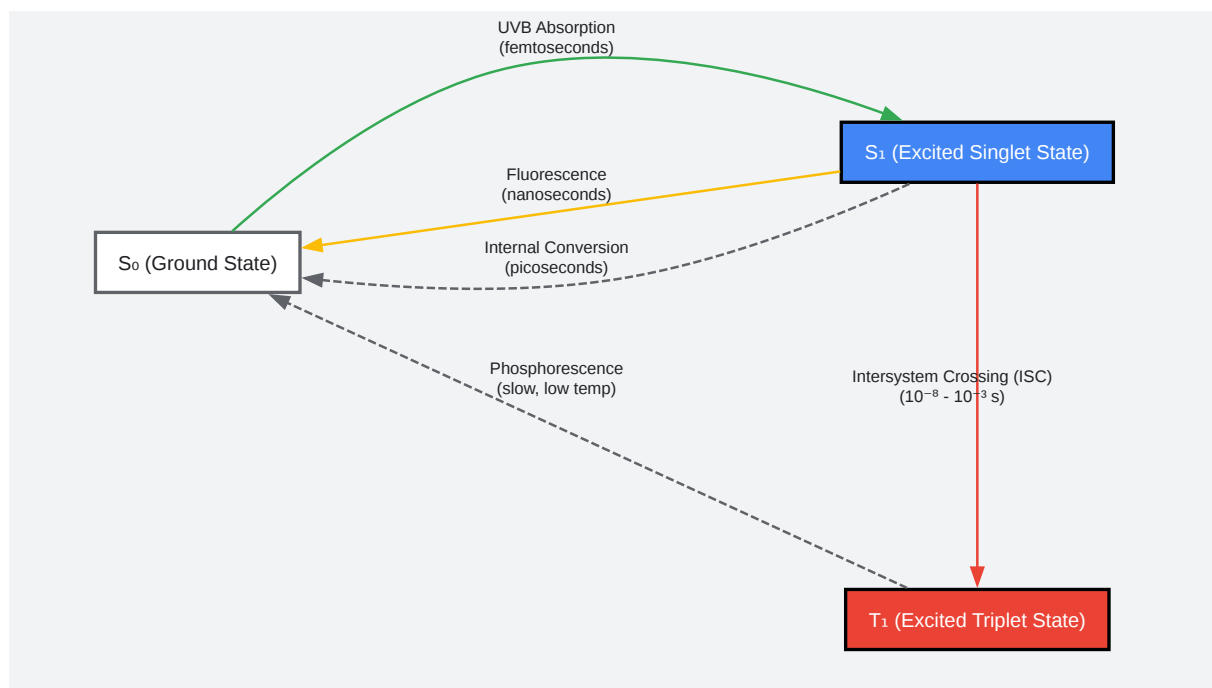 UVB Absorption
(femtoseconds)
S₁ (Excited Singlet State)
Fluorescence
(nanoseconds)
S₀ (Ground State)
Internal Conversion
(picoseconds)
Phosphorescence
(slow, low temp)
Intersystem Crossing (ISC)
(10⁻⁸ - 10⁻³ s)
T₁ (Excited Triplet State)